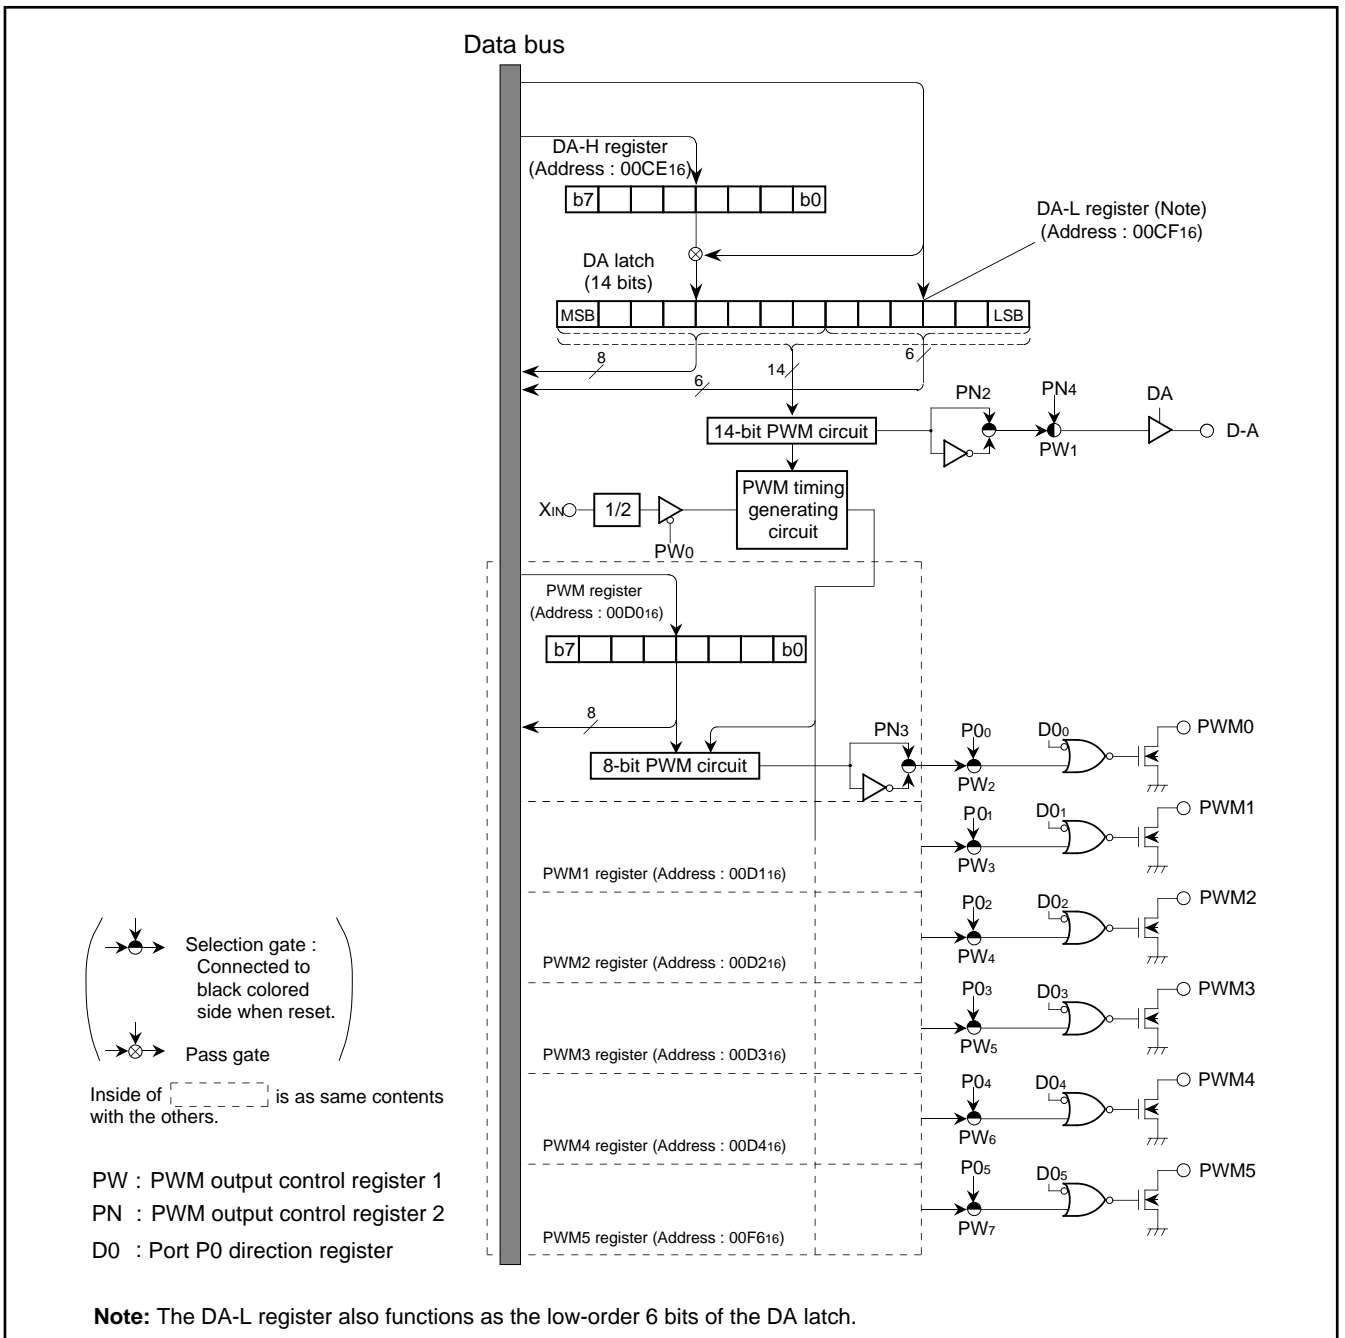 Data bus
DA-H register
(Address : 00CE16)
b7 b0
DA-L register (Note)
(Address : 00CF16)
DA latch
(14 bits)
MSB LSB
8
14
6
6
PN2
PN4
DA
14-bit PWM circuit
PW1
D-A
PWM timing
generating
circuit
XIN
1/2
PW0
PWM register
(Address : 00D016)
b7 b0
8
8-bit PWM circuit
PN3
P00
PW2
D00
PWM0
P01
PW3
D01
PWM1
PWM1 register (Address : 00D116)
P02
PW4
D02
PWM2
PWM2 register (Address : 00D216)
P03
PW5
D03
PWM3
PWM3 register (Address : 00D316)
P04
PW6
D04
PWM4
PWM4 register (Address : 00D416)
P05
PW7
D05
PWM5
PWM5 register (Address : 00F616)
Selection gate :
Connected to
black colored
side when reset.
Pass gate
Inside of is as same contents
with the others.
PW : PWM output control register 1
PN : PWM output control register 2
D0 : Port P0 direction register
Note: The DA-L register also functions as the low-order 6 bits of the DA latch.